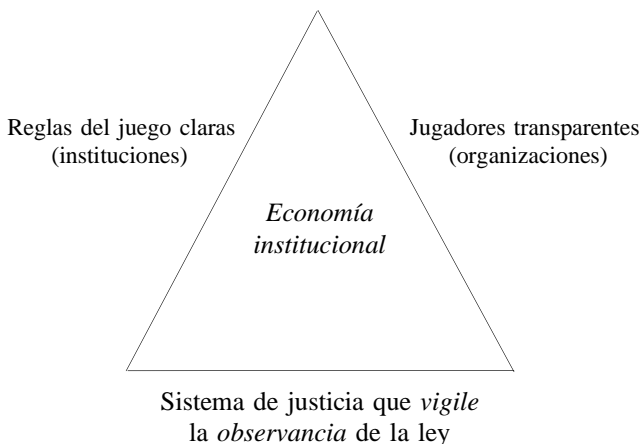 Reglas del juego claras
(instituciones)
Jugadores transparentes
(organizaciones)
Economía
institucional
Sistema de justicia que vigile
la observancia de la ley